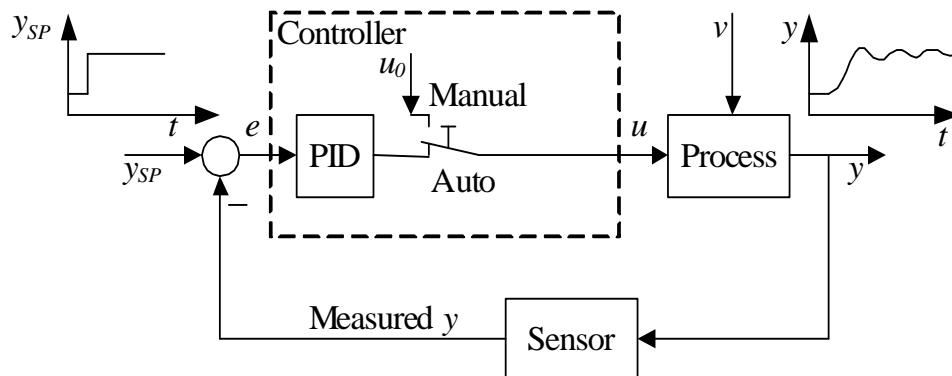 y_SP
t
Controller
u_0
Manual
v
y
t
e
PID
Auto
u
Process
y_SP
y
−
Measured y
Sensor